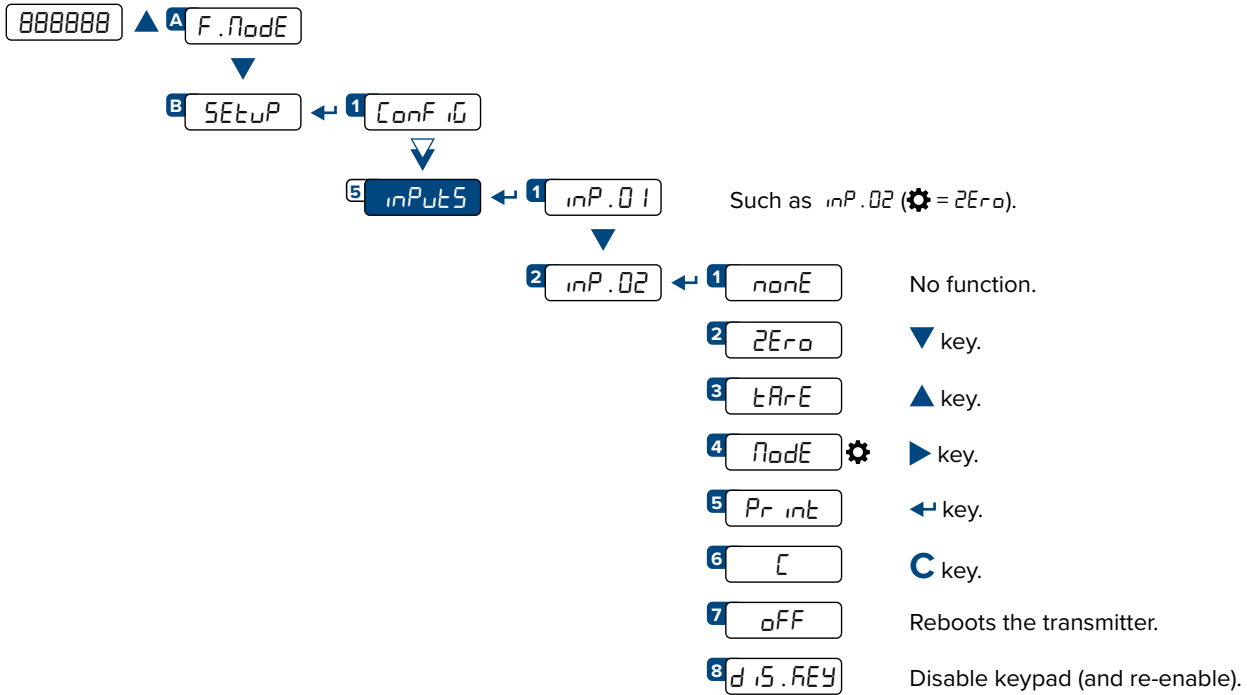 888888 ▲ A F.ModE
▼
B SEtuP ↵ 1 ConFiG
▼
5 inPutS ↵ 1 inP.01 Such as inP.02 (⚙ = ZEro).
▼
2 inP.02 ↵ 1 nonE No function.
2 ZEro ▼ key.
3 tArE ▲ key.
4 ModE ⚙ ▶ key.
5 Print ↵ key.
6 C C key.
7 oFF Reboots the transmitter.
8 diS.KEY Disable keypad (and re-enable).